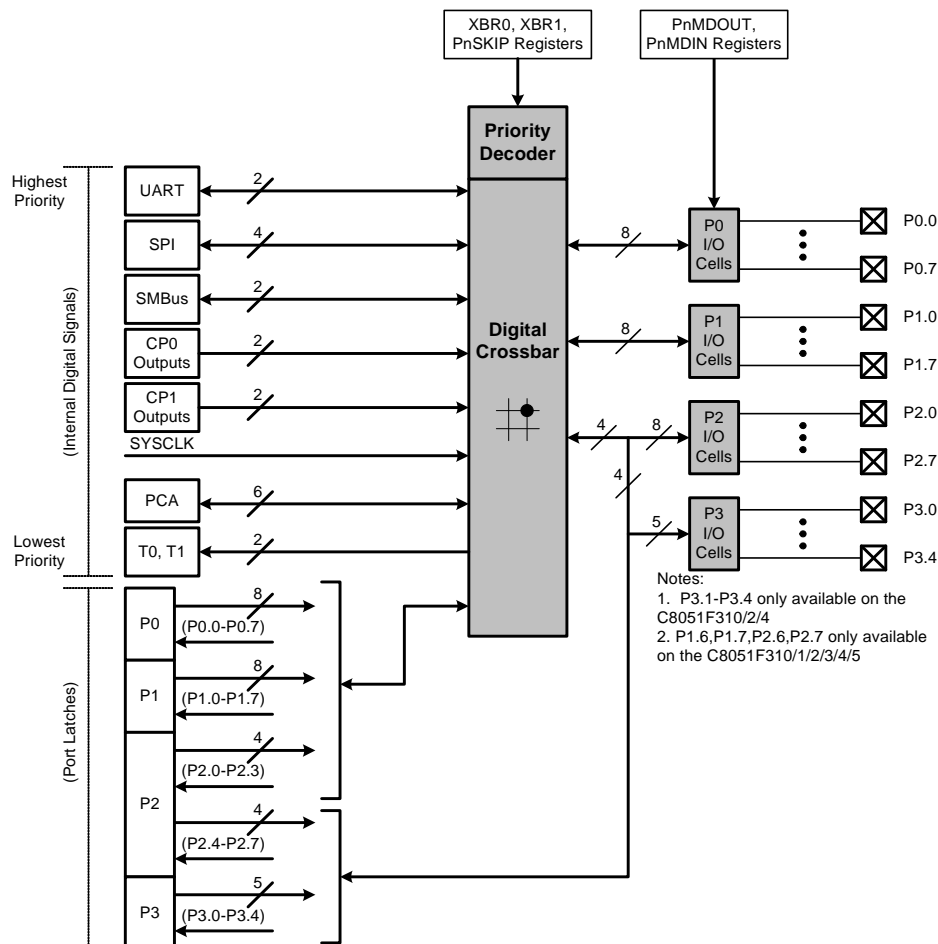 XBR0, XBR1,
PnSKIP Registers
PnMDOUT,
PnMDIN Registers
Priority
Decoder
Highest
Priority
UART
2
SPI
4
SMBus
2
CP0
Outputs
2
CP1
Outputs
2
SYSCLK
PCA
6
T0, T1
2
Lowest
Priority
(Internal Digital Signals)
Digital
Crossbar
8
P0
I/O
Cells
P0.0
P0.7
8
P1
I/O
Cells
P1.0
P1.7
4
8
P2
I/O
Cells
P2.0
P2.7
4
5
P3
I/O
Cells
P3.0
P3.4
Notes:
1. P3.1-P3.4 only available on the
C8051F310/2/4
2. P1.6,P1.7,P2.6,P2.7 only available
on the C8051F310/1/2/3/4/5
(Port Latches)
P0
8
(P0.0-P0.7)
P1
8
(P1.0-P1.7)
P2
4
(P2.0-P2.3)
4
(P2.4-P2.7)
P3
5
(P3.0-P3.4)